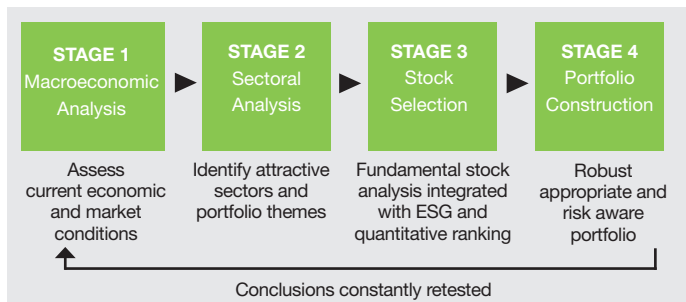 STAGE 1
Macroeconomic
Analysis
STAGE 2
Sectoral
Analysis
STAGE 3
Stock
Selection
STAGE 4
Portfolio
Construction
Assess
current economic
and market
conditions
Identify attractive
sectors and
portfolio themes
Fundamental stock
analysis integrated
with ESG and
quantitative ranking
Robust
appropriate and
risk aware
portfolio
Conclusions constantly retested